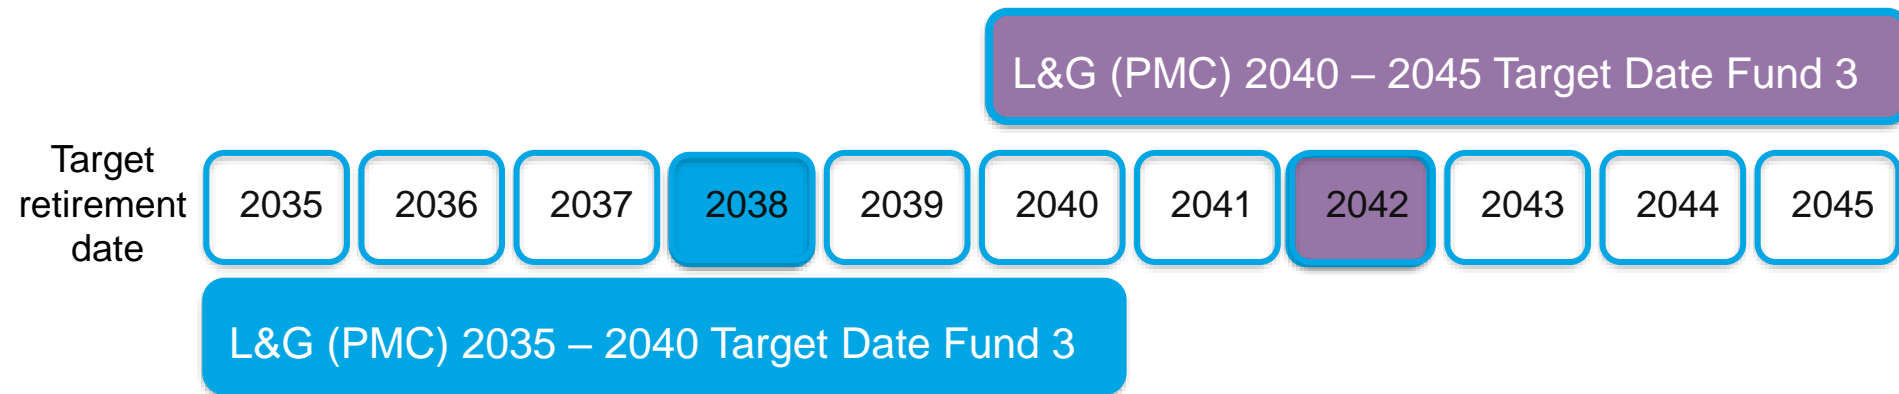 L&G (PMC) 2040 – 2045 Target Date Fund 3
Target
retirement
date
2035 2036 2037 2038 2039 2040 2041 2042 2043 2044 2045
L&G (PMC) 2035 – 2040 Target Date Fund 3